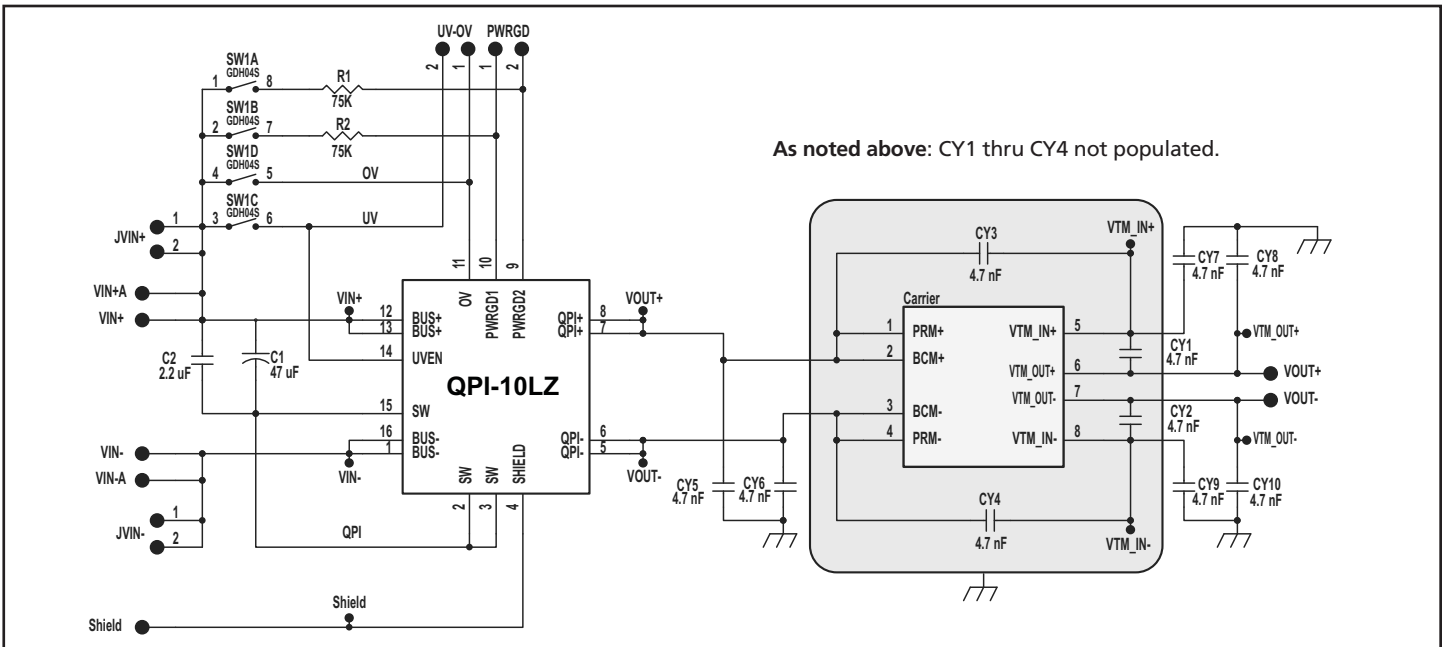 UV-OV PWRGD
2 1 1 2
SW1A
GDH04S
1 8
R1
75K
SW1B
GDH04S
2 7
R2
75K
SW1D
GDH04S
4 5 OV
SW1C
GDH04S
3 6 UV
As noted above: CY1 thru CY4 not populated.
JVIN+
1
2
VIN+A
VIN+
C2
2.2 uF
C1
47 uF
VIN+
11 10 9
OV PWRGD1 PWRGD2
12 BUS+
13 BUS+
14 UVEN
QPI-10LZ
15 SW
16 BUS-
1 BUS-
SW SW SHIELD
2 3 4
QPI+ 8
QPI+ 7
VOUT+
QPI- 6
QPI- 5
VOUT-
VIN-
VIN-
VIN-A
JVIN-
1
2
QPI
Shield
Shield
CY5
4.7 nF
CY6
4.7 nF
CY3
4.7 nF
VTM_IN+
Carrier
1 PRM+
2 BCM+
3 BCM-
4 PRM-
VTM_IN+ 5
VTM_OUT+ 6
VTM_OUT- 7
VTM_IN- 8
CY1
4.7 nF
CY2
4.7 nF
CY4
4.7 nF
VTM_IN-
CY7
4.7 nF
CY8
4.7 nF
VTM_OUT+
VOUT+
VOUT-
VTM_OUT-
CY9
4.7 nF
CY10
4.7 nF